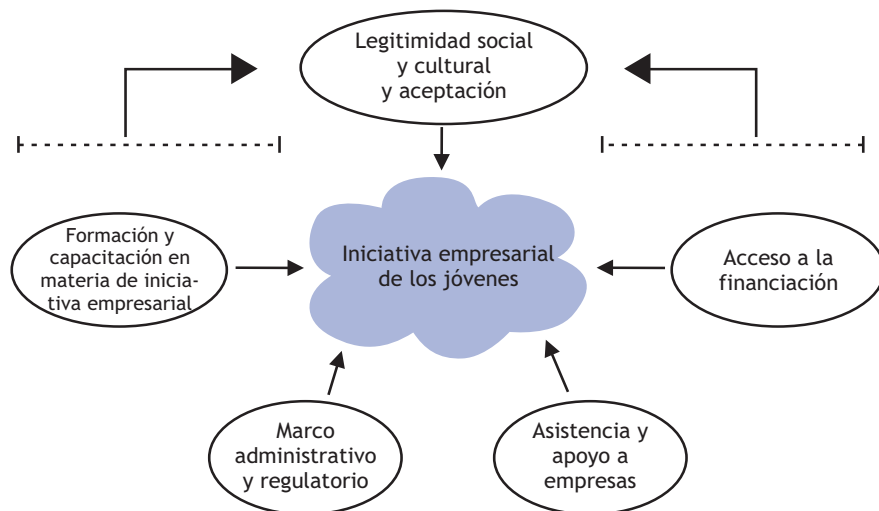 Legitimidad social
y cultural
y aceptación
Formación y
capacitación en
materia de inicia-
tiva empresarial
Iniciativa empresarial
de los jóvenes
Acceso a la
financiación
Marco
administrativo
y regulatorio
Asistencia y
apoyo a
empresas